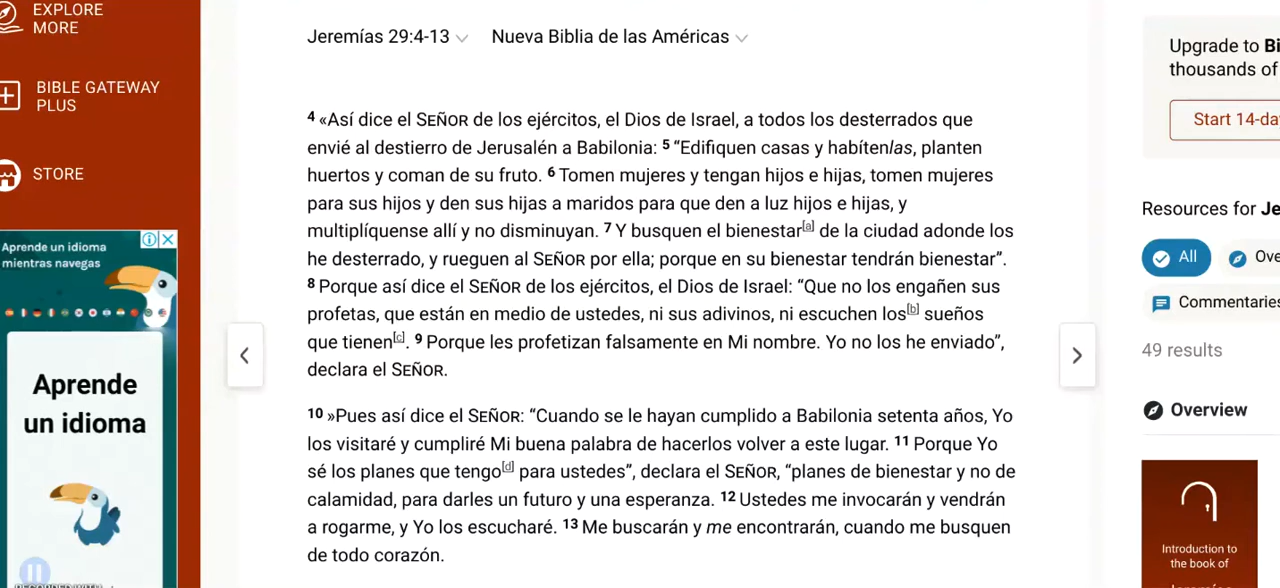 EXPLORE
MORE
BIBLE GATEWAY
PLUS
STORE
Aprende un idioma
mientras navegas
Aprende
un idioma
Jeremías 29:4-13
Nueva Biblia de las Américas
4 «Así dice el SEÑOR de los ejércitos, el Dios de Israel, a todos los desterrados que
envié al destierro de Jerusalén a Babilonia: 5 “Edifiquen casas y habítenlas, planten
huertos y coman de su fruto. 6 Tomen mujeres y tengan hijos e hijas, tomen mujeres
para sus hijos y den sus hijas a maridos para que den a luz hijos e hijas, y
multiplíquense allí y no disminuyan. 7 Y busquen el bienestar[a] de la ciudad adonde los
he desterrado, y rueguen al SEÑOR por ella; porque en su bienestar tendrán bienestar”.
8 Porque así dice el SEÑOR de los ejércitos, el Dios de Israel: “Que no los engañen sus
profetas, que están en medio de ustedes, ni sus adivinos, ni escuchen los[b] sueños
que tienen[c]. 9 Porque les profetizan falsamente en Mi nombre. Yo no los he enviado”,
declara el SEÑOR.
10 »Pues así dice el SEÑOR: “Cuando se le hayan cumplido a Babilonia setenta años, Yo
los visitaré y cumpliré Mi buena palabra de hacerlos volver a este lugar. 11 Porque Yo
sé los planes que tengo[d] para ustedes”, declara el SEÑOR, “planes de bienestar y no de
calamidad, para darles un futuro y una esperanza. 12 Ustedes me invocarán y vendrán
a rogarme, y Yo los escucharé. 13 Me buscarán y me encontrarán, cuando me busquen
de todo corazón.
Upgrade to Bi
thousands of
Start 14-da
Resources for Je
All
Ove
Commentaries
49 results
Overview
Introduction to
the book of